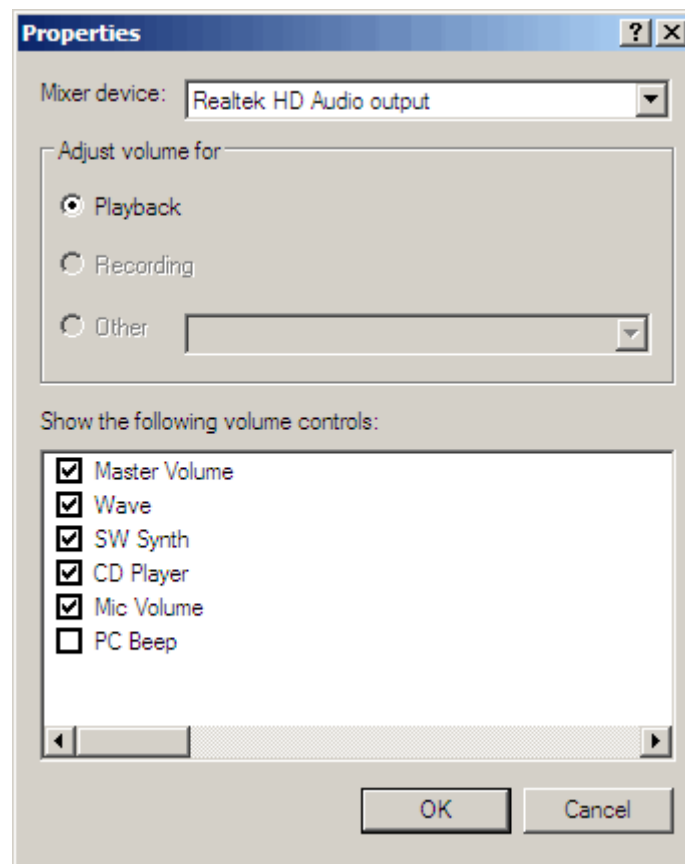 Properties
?
Mixer device: Realtek HD Audio output
Adjust volume for
Playback
Recording
Other
Show the following volume controls:
Master Volume
Wave
SW Synth
CD Player
Mic Volume
PC Beep
OK Cancel